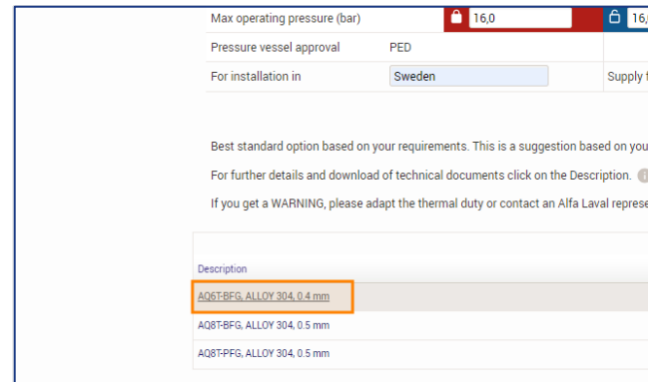 Max operating pressure (bar) 16,0 16,
Pressure vessel approval PED
For installation in Sweden Supply f
Best standard option based on your requirements. This is a suggestion based on you
For further details and download of technical documents click on the Description.
If you get a WARNING, please adapt the thermal duty or contact an Alfa Laval represe
Description
AQ6T-BFG, ALLOY 304, 0.4 mm
AQ8T-BFG, ALLOY 304, 0.5 mm
AQ8T-PFG, ALLOY 304, 0.5 mm